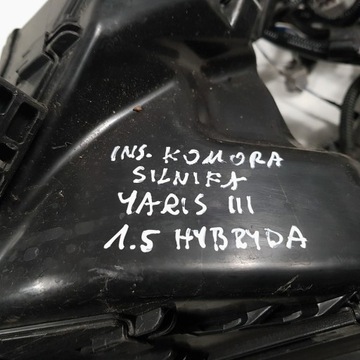 INS. KOMORA
SILNIKA
YARIS III
1.5 HYBRYDA